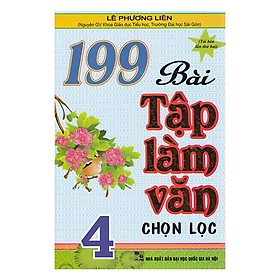 LÊ PHƯƠNG LIÊN
(Nguyên GV Khoa Giáo dục Tiểu học, Trường Đại học Sài Gòn)
(Tái bản
lần thứ hai)
199 Bài
Tập
làm
văn
CHỌN LỌC
4
NHÀ XUẤT BẢN ĐẠI HỌC QUỐC GIA HÀ NỘI